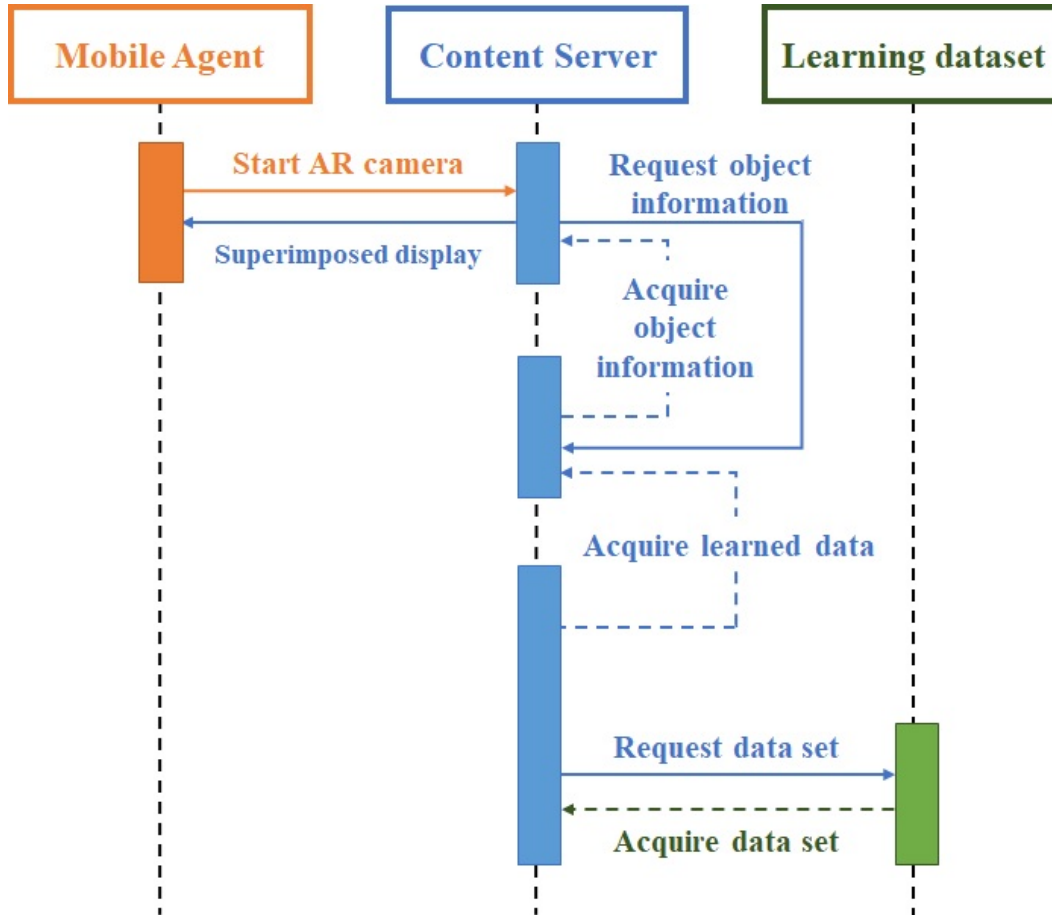 Mobile Agent
Content Server
Learning dataset
Start AR camera
Request object
information
Superimposed display
Acquire
object
information
Acquire learned data
Request data set
Acquire data set